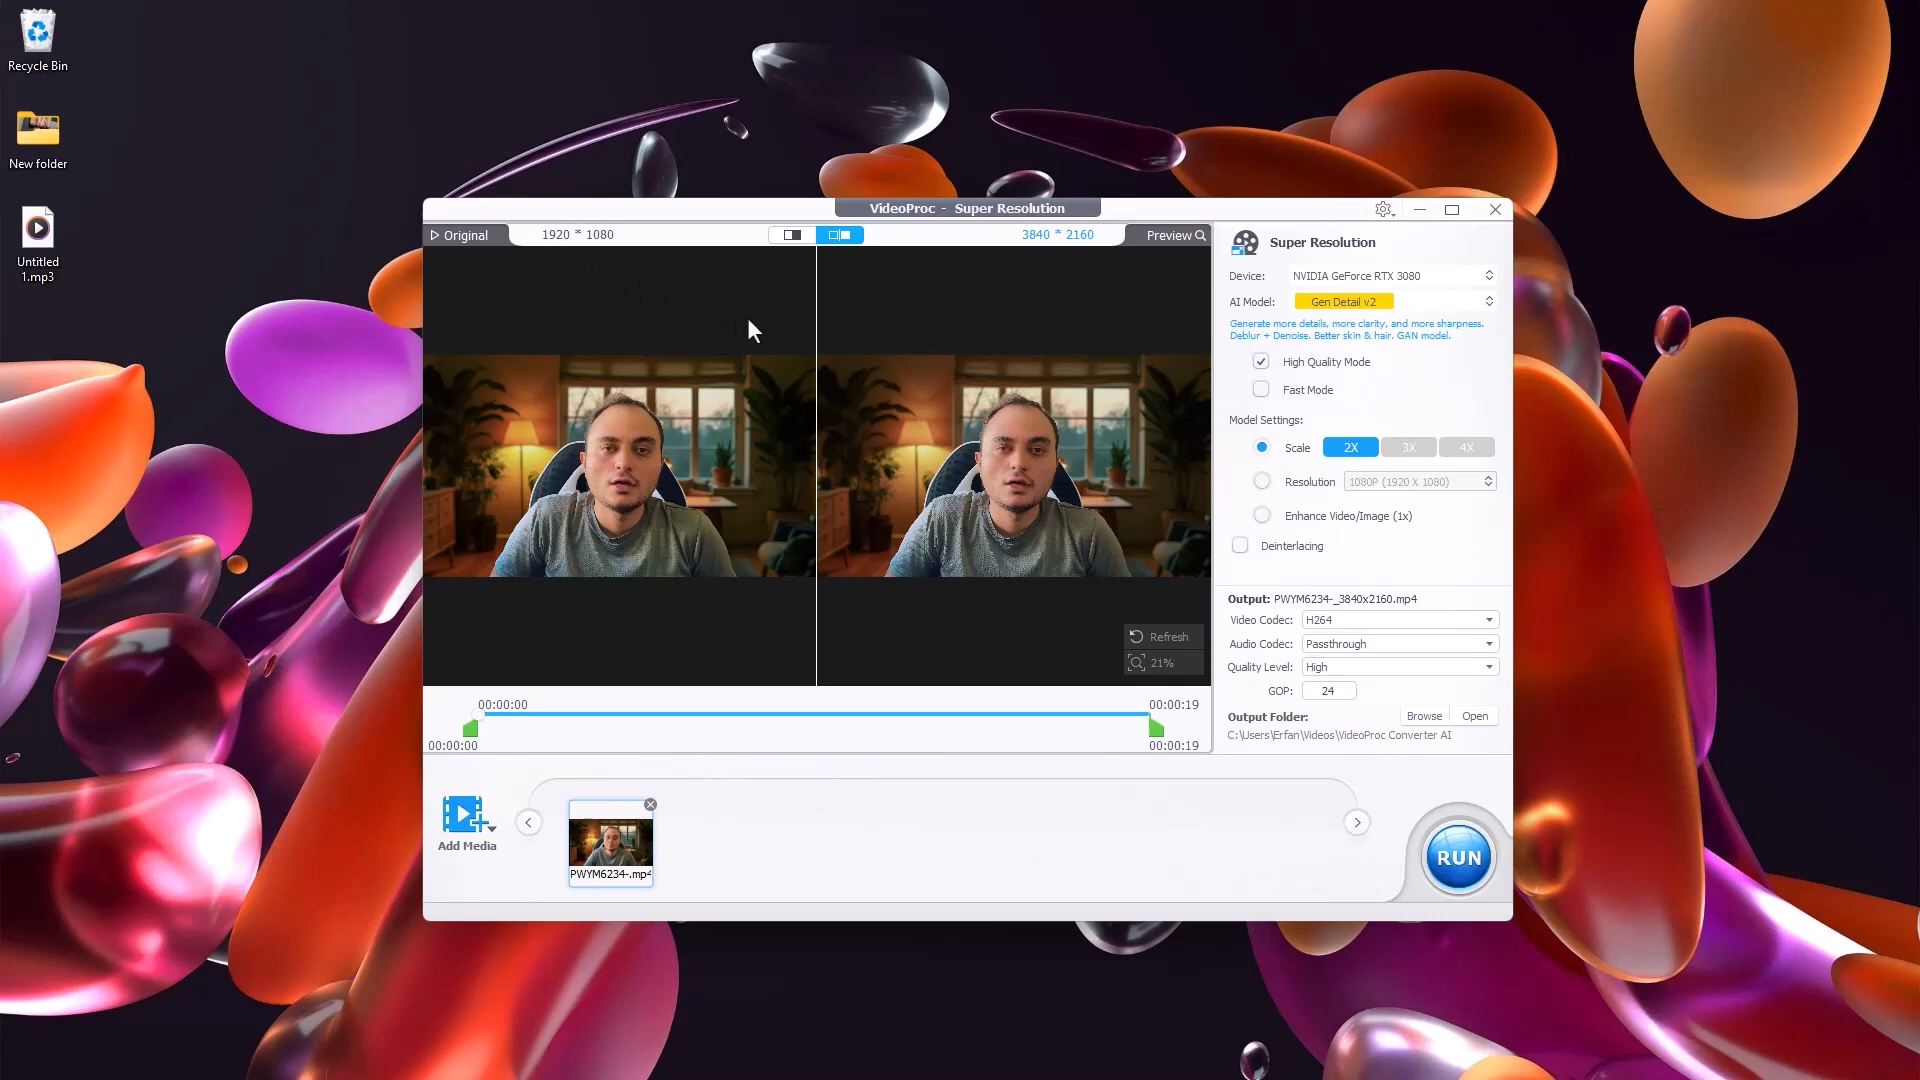 Recycle Bin
New folder
Untitled
1.mp3
VideoProc - Super Resolution
Original
1920 * 1080
3840 * 2160
Preview
Refresh
21%
00:00:00
00:00:19
00:00:00
00:00:19
Super Resolution
Device: NVIDIA GeForce RTX 3080
AI Model: Gen Detail v2
Generate more details, more clarity, and more sharpness.
Deblur + Denoise. Better skin & hair. GAN model.
High Quality Mode
Fast Mode
Model Settings:
Scale 2X 3X 4X
Resolution 1080P (1920 X 1080)
Enhance Video/Image (1x)
Deinterlacing
Output: PWYM6234-_3840x2160.mp4
Video Codec: H264
Audio Codec: Passthrough
Quality Level: High
GOP: 24
Output Folder: Browse Open
C:\Users\Erfan\Videos\VideoProc Converter AI
Add Media
PWYM6234-.mp4
RUN